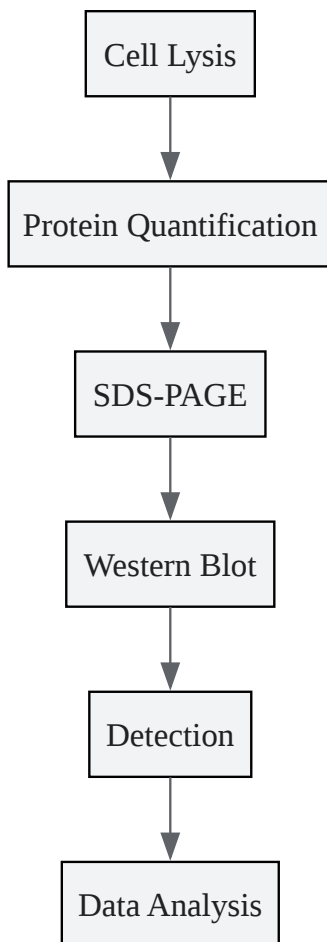 Cell Lysis
Protein Quantification
SDS-PAGE
Western Blot
Detection
Data Analysis